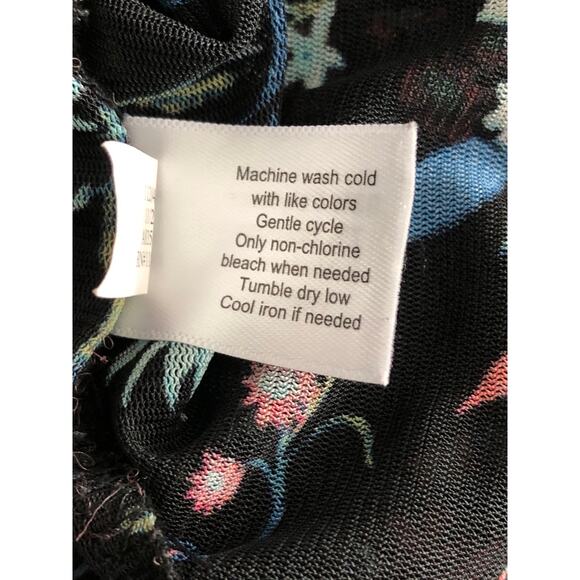 Machine wash cold
with like colors
Gentle cycle
Only non-chlorine
bleach when needed
Tumble dry low
Cool iron if needed